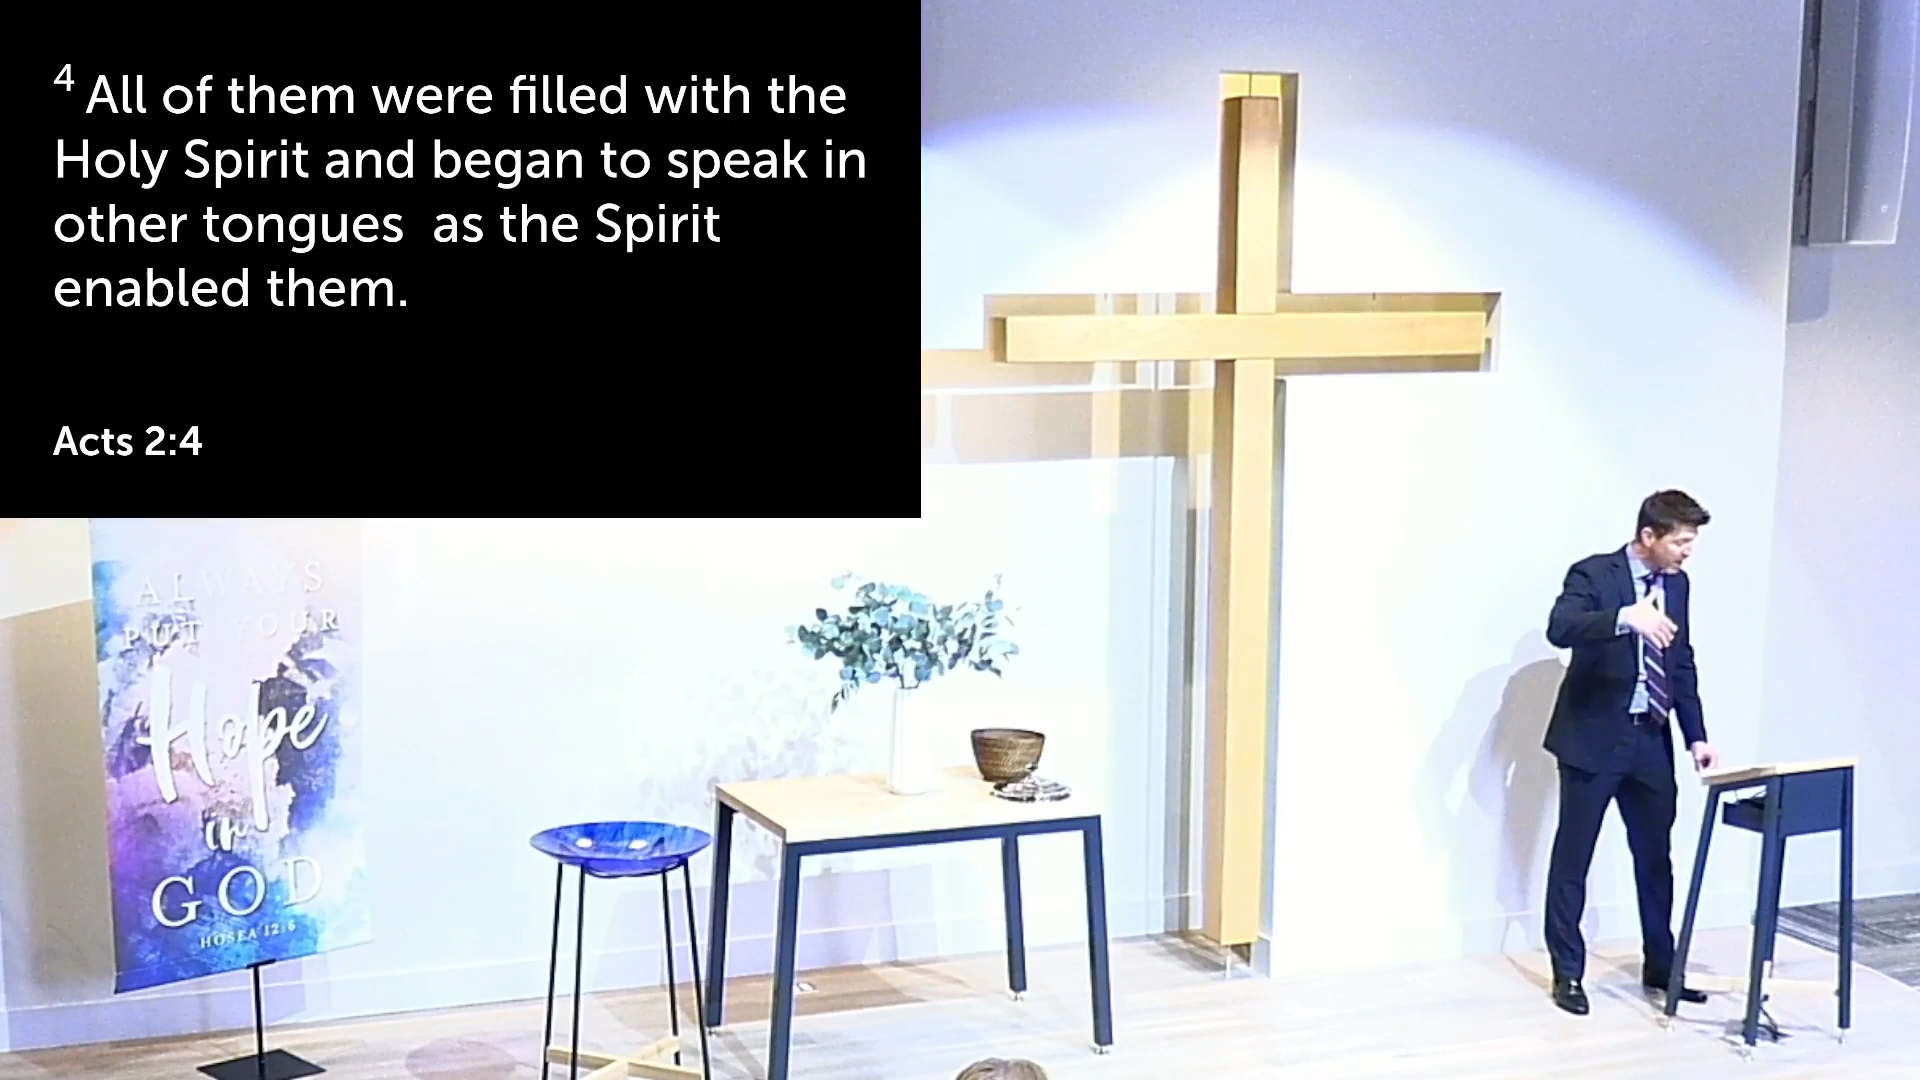 4 All of them were filled with the
Holy Spirit and began to speak in
other tongues  as the Spirit
enabled them.
Acts 2:4
ALWAYS
PUT YOUR
Hope
in
GOD
HOSEA 12:6